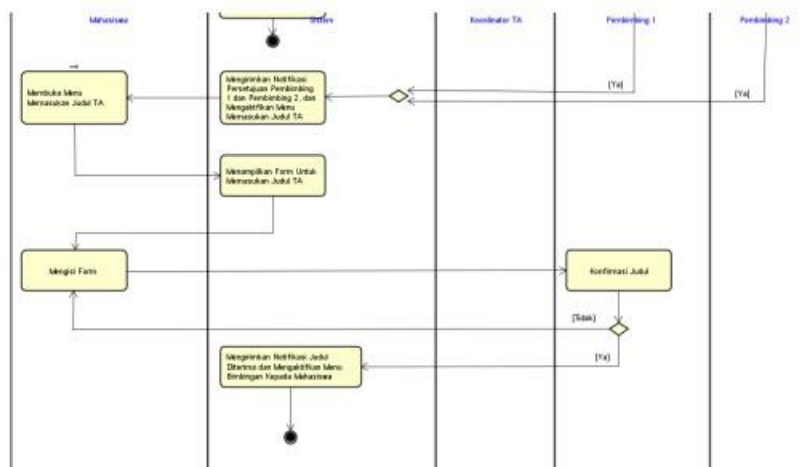 Mahasiswa
Sistem
Koordinator TA
Pembimbing 1
Pembimbing 2
[Ya]
[Ya]
Membuka Menu
Memasukan Judul TA
Mengirimkan Notifikasi
Persetujuan Pembimbing
1 dan Pembimbing 2, dan
Mengaktifkan Menu
Memasukan Judul TA
Menampilkan Form Untuk
Memasukan Judul TA
Mengisi Form
Konfirmasi Judul
[Tidak]
[Ya]
Mengirimkan Notifikasi Judul
Diterima dan Mengaktifkan Menu
Bimbingan Kepada Mahasiswa